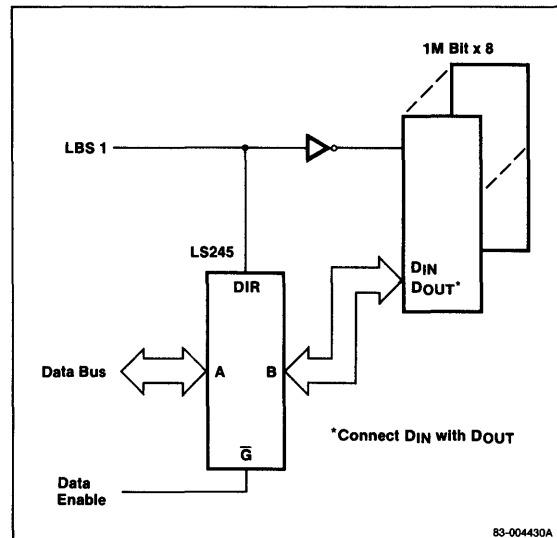 1M Bit x 8
LBS 1
LS245
DIR
DIN
DOUT*
Data Bus
A
B
*Connect DIN with DOUT
G̅
Data
Enable
83-004430A